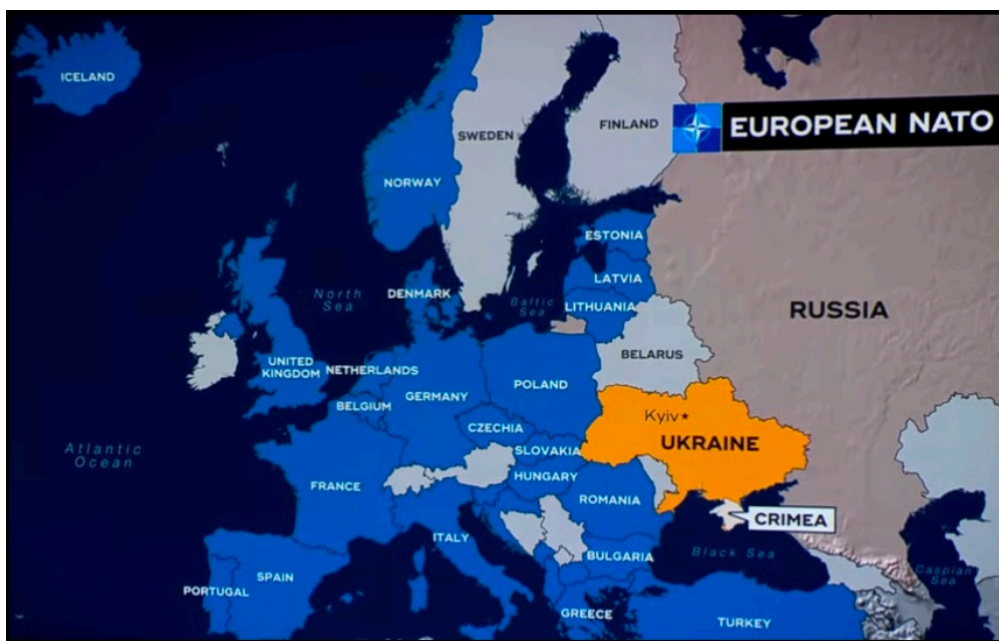 ICELAND
SWEDEN
FINLAND
EUROPEAN NATO
NORWAY
ESTONIA
North
Sea
DENMARK
Baltic
Sea
LATVIA
LITHUANIA
RUSSIA
UNITED
KINGDOM
NETHERLANDS
BELARUS
BELGIUM
GERMANY
POLAND
Kyiv
UKRAINE
CZECHIA
SLOVAKIA
Atlantic
Ocean
FRANCE
HUNGARY
ROMANIA
CRIMEA
ITALY
BULGARIA
Black Sea
Caspian
Sea
PORTUGAL
SPAIN
GREECE
TURKEY